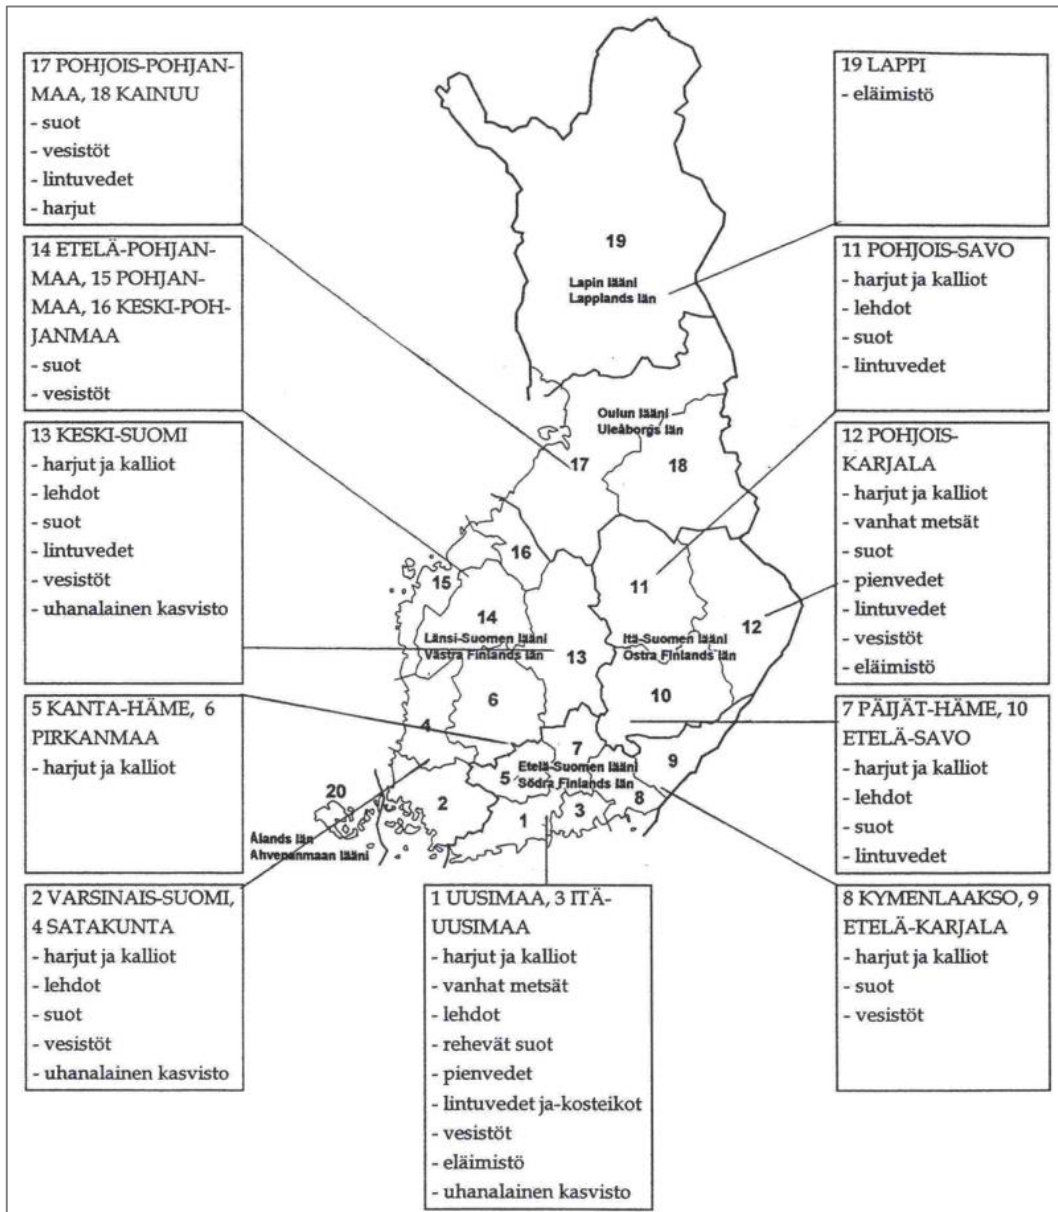 17 POHJOIS-POHJAN-
MAA, 18 KAINUU
- suot
- vesistöt
- lintuvedet
- harjut
14 ETELÄ-POHJAN-
MAA, 15 POHJAN-
MAA, 16 KESKI-POH-
JANMAA
- suot
- vesistöt
13 KESKI-SUOMI
- harjut ja kalliot
- lehdot
- suot
- lintuvedet
- vesistöt
- uhanalainen kasvisto
5 KANTA-HÄME, 6
PIRKANMAA
- harjut ja kalliot
2 VARSINAIS-SUOMI,
4 SATAKUNTA
- harjut ja kalliot
- lehdot
- suot
- vesistöt
- uhanalainen kasvisto
19
Lapin lääni
Lapplands län
Oulun lääni
Uleåborgs län
17
18
16
15
11
14
12
Länsi-Suomen lääni
Västra Finlands län
Itä-Suomen lääni
Östra Finlands län
13
10
6
4
7
9
Etelä-Suomen lääni
Södra Finlands län
5
20
2
8
3
1
Ålands län
Ahvenanmaan lääni
1 UUSIMAA, 3 ITÄ-
UUSIMAA
- harjut ja kalliot
- vanhat metsät
- lehdot
- rehevät suot
- pienvedet
- lintuvedet ja-kosteikot
- vesistöt
- eläimistö
- uhanalainen kasvisto
19 LAPPI
- eläimistö
11 POHJOIS-SAVO
- harjut ja kalliot
- lehdot
- suot
- lintuvedet
12 POHJOIS-
KARJALA
- harjut ja kalliot
- vanhat metsät
- suot
- pienvedet
- lintuvedet
- vesistöt
- eläimistö
7 PÄIJÄT-HÄME, 10
ETELÄ-SAVO
- harjut ja kalliot
- lehdot
- suot
- lintuvedet
8 KYMENLAAKSO, 9
ETELÄ-KARJALA
- harjut ja kalliot
- suot
- vesistöt